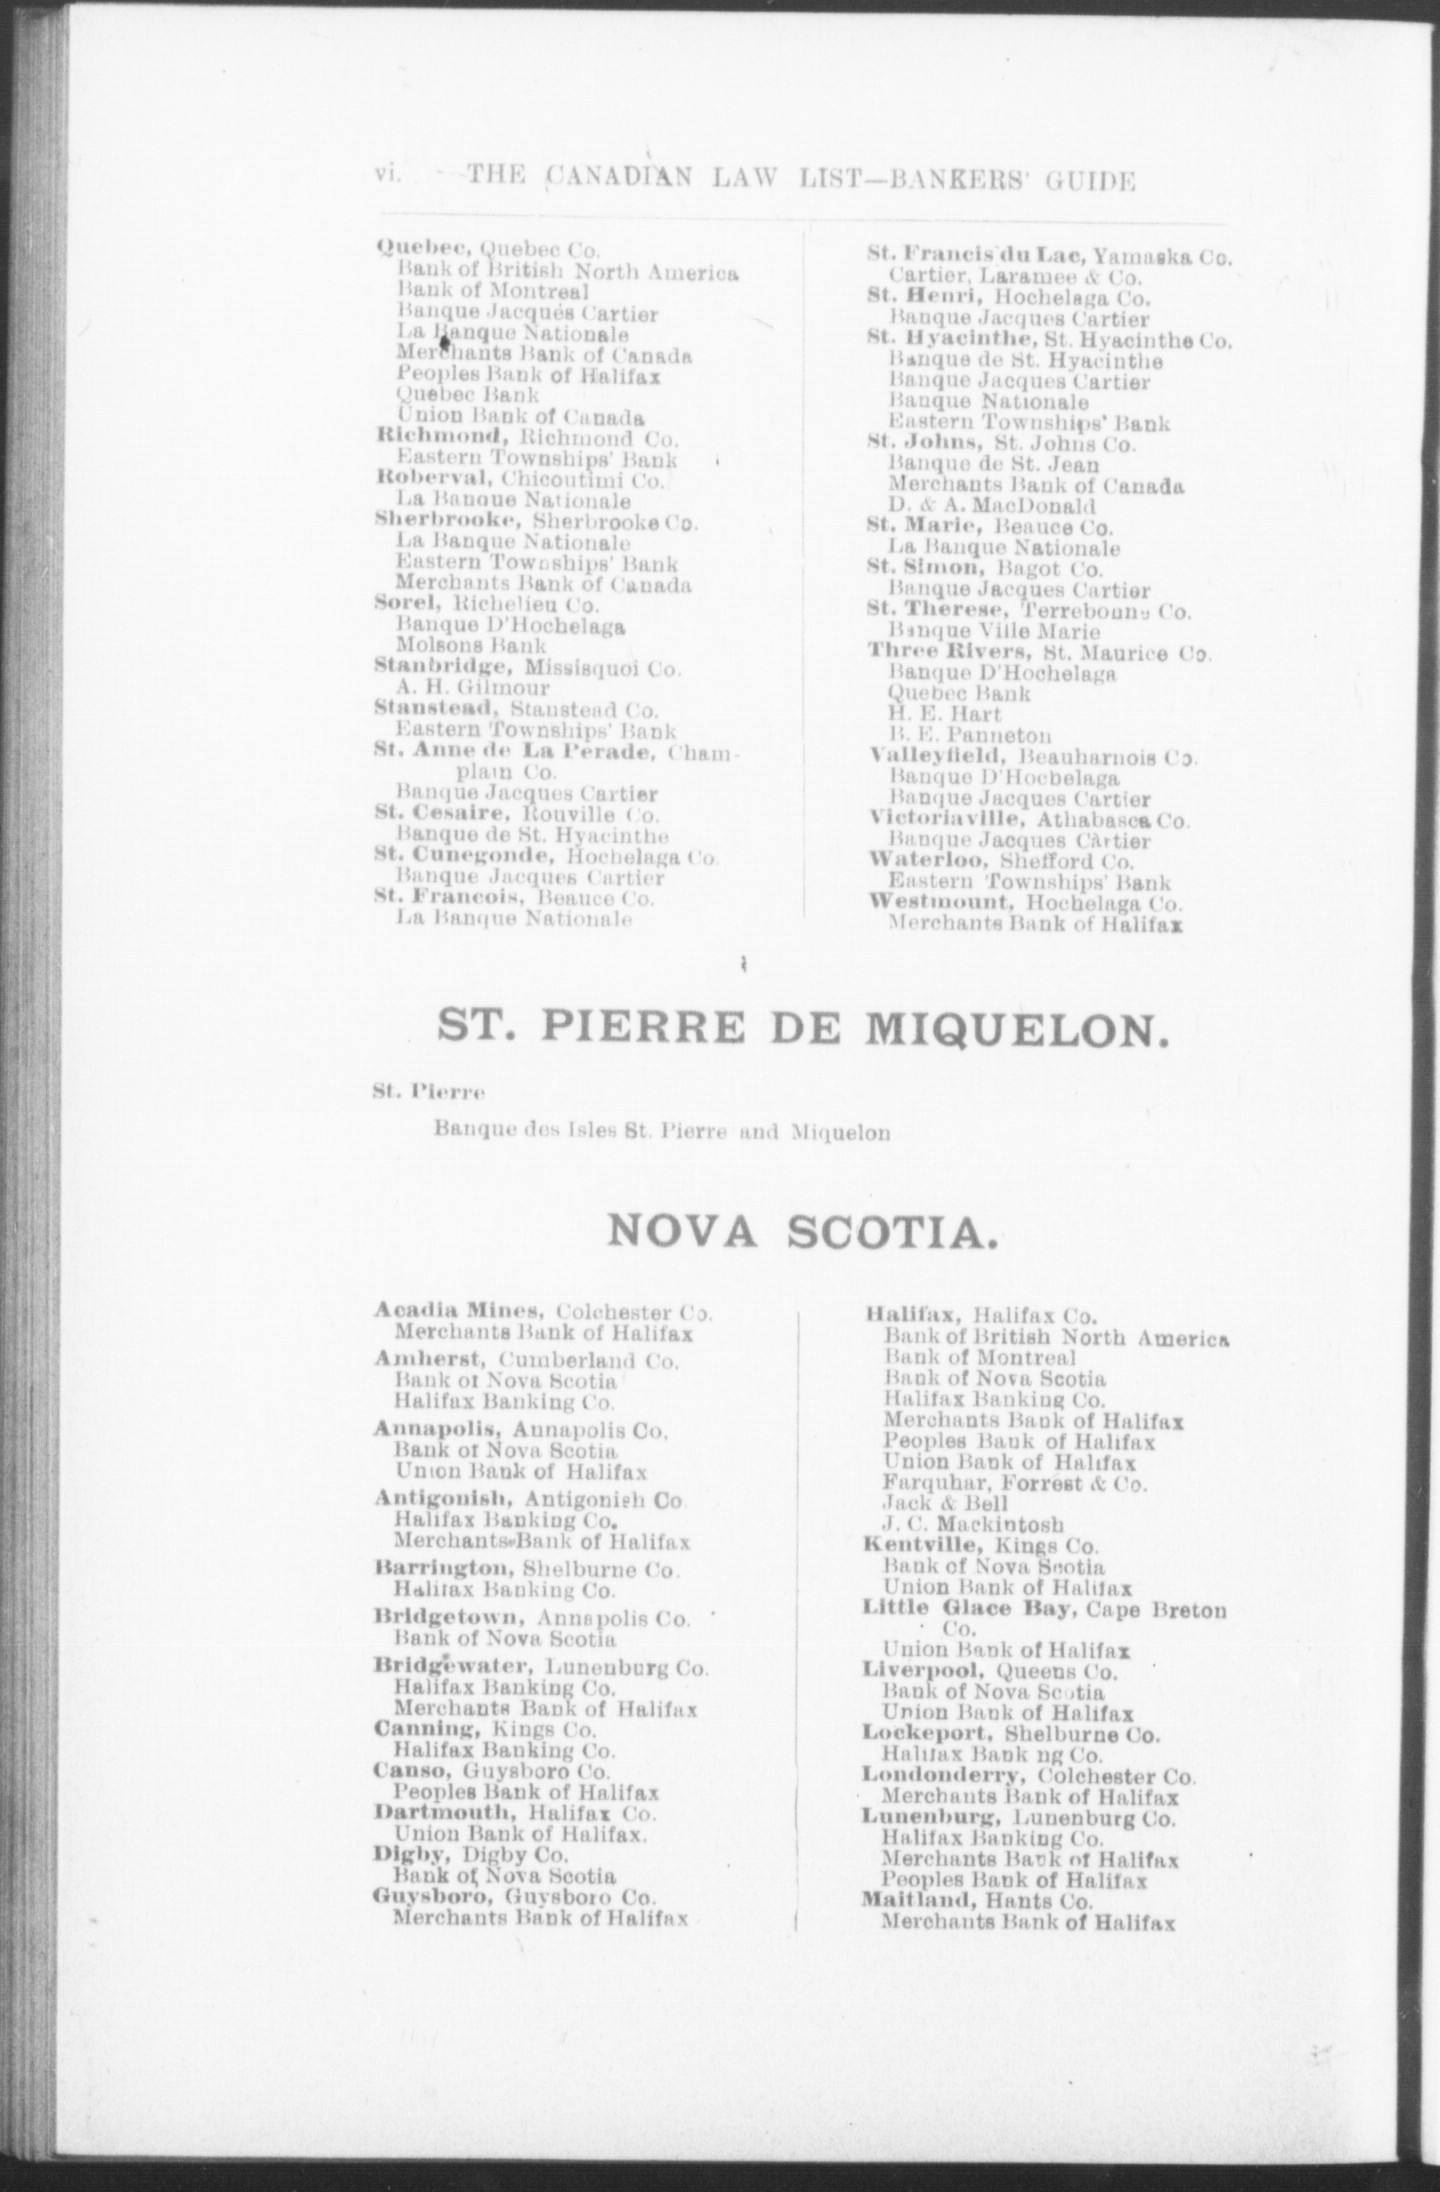 vi. THE CANADIAN LAW LIST—BANKERS' GUIDE
Quebec, Quebec Co.
Bank of British North America
Bank of Montreal
Banque Jacques Cartier
La Banque Nationale
Merchants Bank of Canada
Peoples Bank of Halifax
Quebec Bank
Union Bank of Canada
Richmond, Richmond Co.
Eastern Townships' Bank
Roberval, Chicoutimi Co.
La Banque Nationale
Sherbrooke, Sherbrooke Co.
La Banque Nationale
Eastern Townships' Bank
Merchants Bank of Canada
Sorel, Richelieu Co.
Banque D'Hochelaga
Molsons Bank
Stanbridge, Missisquoi Co.
A. H. Gilmour
Stanstead, Stanstead Co.
Eastern Townships' Bank
St. Anne de La Perade, Cham-
plain Co.
Banque Jacques Cartier
St. Cesaire, Rouville Co.
Banque de St. Hyacinthe
St. Cunegonde, Hochelaga Co.
Banque Jacques Cartier
St. Francois, Beauce Co.
La Banque Nationale
St. Francis du Lac, Yamaska Co.
Cartier, Laramee & Co.
St. Henri, Hochelaga Co.
Banque Jacques Cartier
St. Hyacinthe, St. Hyacinthe Co.
Banque de St. Hyacinthe
Banque Jacques Cartier
Banque Nationale
Eastern Townships' Bank
St. Johns, St. Johns Co.
Banque de St. Jean
Merchants Bank of Canada
D. & A. MacDonald
St. Marie, Beauce Co.
La Banque Nationale
St. Simon, Bagot Co.
Banque Jacques Cartier
St. Therese, Terrebonne Co.
Banque Ville Marie
Three Rivers, St. Maurice Co.
Banque D'Hochelaga
Quebec Bank
H. E. Hart
B. E. Panneton
Valleyfield, Beauharnois Co.
Banque D'Hochelaga
Banque Jacques Cartier
Victoriaville, Athabasca Co.
Banque Jacques Cartier
Waterloo, Shefford Co.
Eastern Townships' Bank
Westmount, Hochelaga Co.
Merchants Bank of Halifax
ST. PIERRE DE MIQUELON.
St. Pierre
Banque des Isles St. Pierre and Miquelon
NOVA SCOTIA.
Acadia Mines, Colchester Co.
Merchants Bank of Halifax
Amherst, Cumberland Co.
Bank of Nova Scotia
Halifax Banking Co.
Annapolis, Annapolis Co.
Bank of Nova Scotia
Union Bank of Halifax
Antigonish, Antigonish Co.
Halifax Banking Co.
Merchants Bank of Halifax
Barrington, Shelburne Co.
Halifax Banking Co.
Bridgetown, Annapolis Co.
Bank of Nova Scotia
Bridgewater, Lunenburg Co.
Halifax Banking Co.
Merchants Bank of Halifax
Canning, Kings Co.
Halifax Banking Co.
Canso, Guysboro Co.
Peoples Bank of Halifax
Dartmouth, Halifax Co.
Union Bank of Halifax.
Digby, Digby Co.
Bank of Nova Scotia
Guysboro, Guysboro Co.
Merchants Bank of Halifax
Halifax, Halifax Co.
Bank of British North America
Bank of Montreal
Bank of Nova Scotia
Halifax Banking Co.
Merchants Bank of Halifax
Peoples Bank of Halifax
Union Bank of Halifax
Farquhar, Forrest & Co.
Jack & Bell
J. C. Mackintosh
Kentville, Kings Co.
Bank of Nova Scotia
Union Bank of Halifax
Little Glace Bay, Cape Breton
Co.
Union Bank of Halifax
Liverpool, Queens Co.
Bank of Nova Scotia
Union Bank of Halifax
Lockeport, Shelburne Co.
Halifax Bank ng Co.
Londonderry, Colchester Co.
Merchants Bank of Halifax
Lunenburg, Lunenburg Co.
Halifax Banking Co.
Merchants Bank of Halifax
Peoples Bank of Halifax
Maitland, Hants Co.
Merchants Bank of Halifax